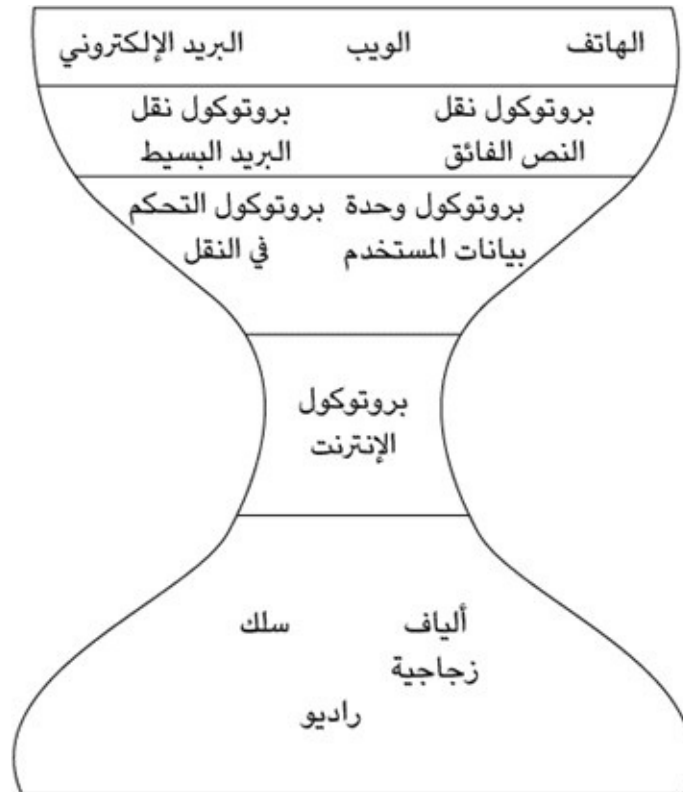 الهاتف الويب البريد الإلكتروني
بروتوكول نقل بروتوكول نقل
النص الفائق البريد البسيط
بروتوكول وحدة بروتوكول التحكم
بيانات المستخدم في النقل
بروتوكول
الإنترنت
ألياف سلك
زجاجية
راديو